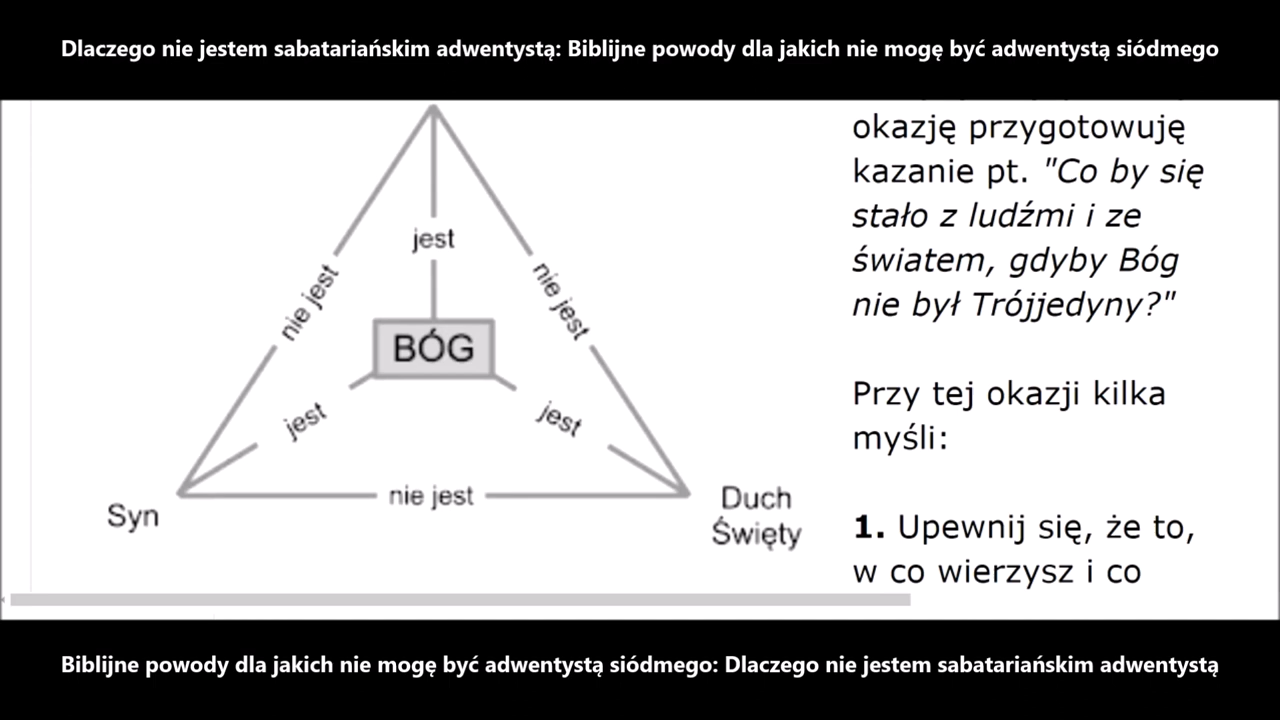 Dlaczego nie jestem sabatariańskim adwentystą: Biblijne powody dla jakich nie mogę być adwentystą siódmego
jest
nie jest
nie jest
BÓG
jest
jest
nie jest
Syn
Duch
Święty
okazję przygotowuję
kazanie pt. "Co by się
stało z ludźmi i ze
światem, gdyby Bóg
nie był Trójjedyny?"
Przy tej okazji kilka
myśli:
1. Upewnij się, że to,
w co wierzysz i co
Biblijne powody dla jakich nie mogę być adwentystą siódmego: Dlaczego nie jestem sabatariańskim adwentystą